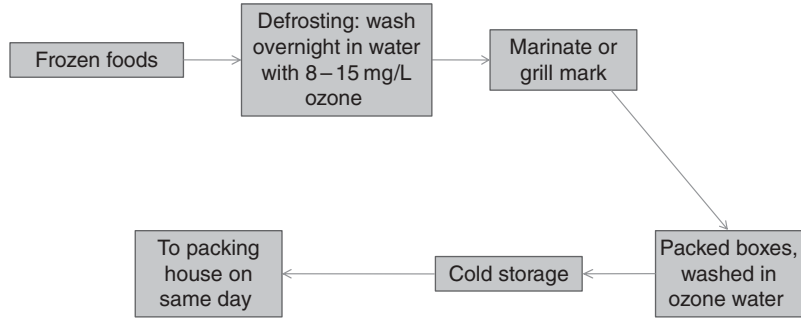 Frozen foods
Defrosting: wash
overnight in water
with 8–15 mg/L
ozone
Marinate or
grill mark
Packed boxes,
washed in
ozone water
Cold storage
To packing
house on
same day